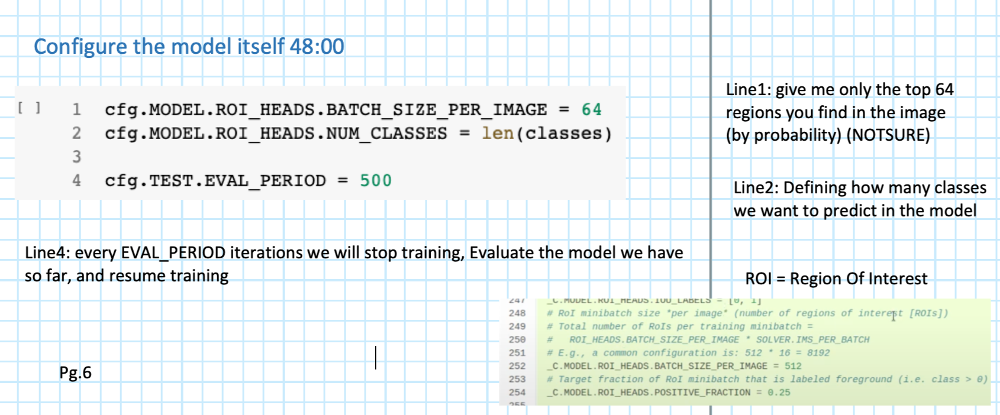 Configure the model itself 48:00
[ ] 1 cfg.MODEL.ROI_HEADS.BATCH_SIZE_PER_IMAGE = 64
2 cfg.MODEL.ROI_HEADS.NUM_CLASSES = len(classes)
3
4 cfg.TEST.EVAL_PERIOD = 500
Line1: give me only the top 64
regions you find in the image
(by probability) (NOTSURE)
Line2: Defining how many classes
we want to predict in the model
Line4: every EVAL_PERIOD iterations we will stop training, Evaluate the model we have
so far, and resume training
ROI = Region Of Interest
247 _C.MODEL.ROI_HEADS.IOU_LABELS = [0, 1]
248 # RoI minibatch size *per image* (number of regions of interest [ROIs])
249 # Total number of RoIs per training minibatch =
250 # ROI_HEADS.BATCH_SIZE_PER_IMAGE * SOLVER.IMS_PER_BATCH
251 # E.g., a common configuration is: 512 * 16 = 8192
252 _C.MODEL.ROI_HEADS.BATCH_SIZE_PER_IMAGE = 512
253 # Target fraction of RoI minibatch that is labeled foreground (i.e. class > 0)
254 _C.MODEL.ROI_HEADS.POSITIVE_FRACTION = 0.25
255
Pg.6